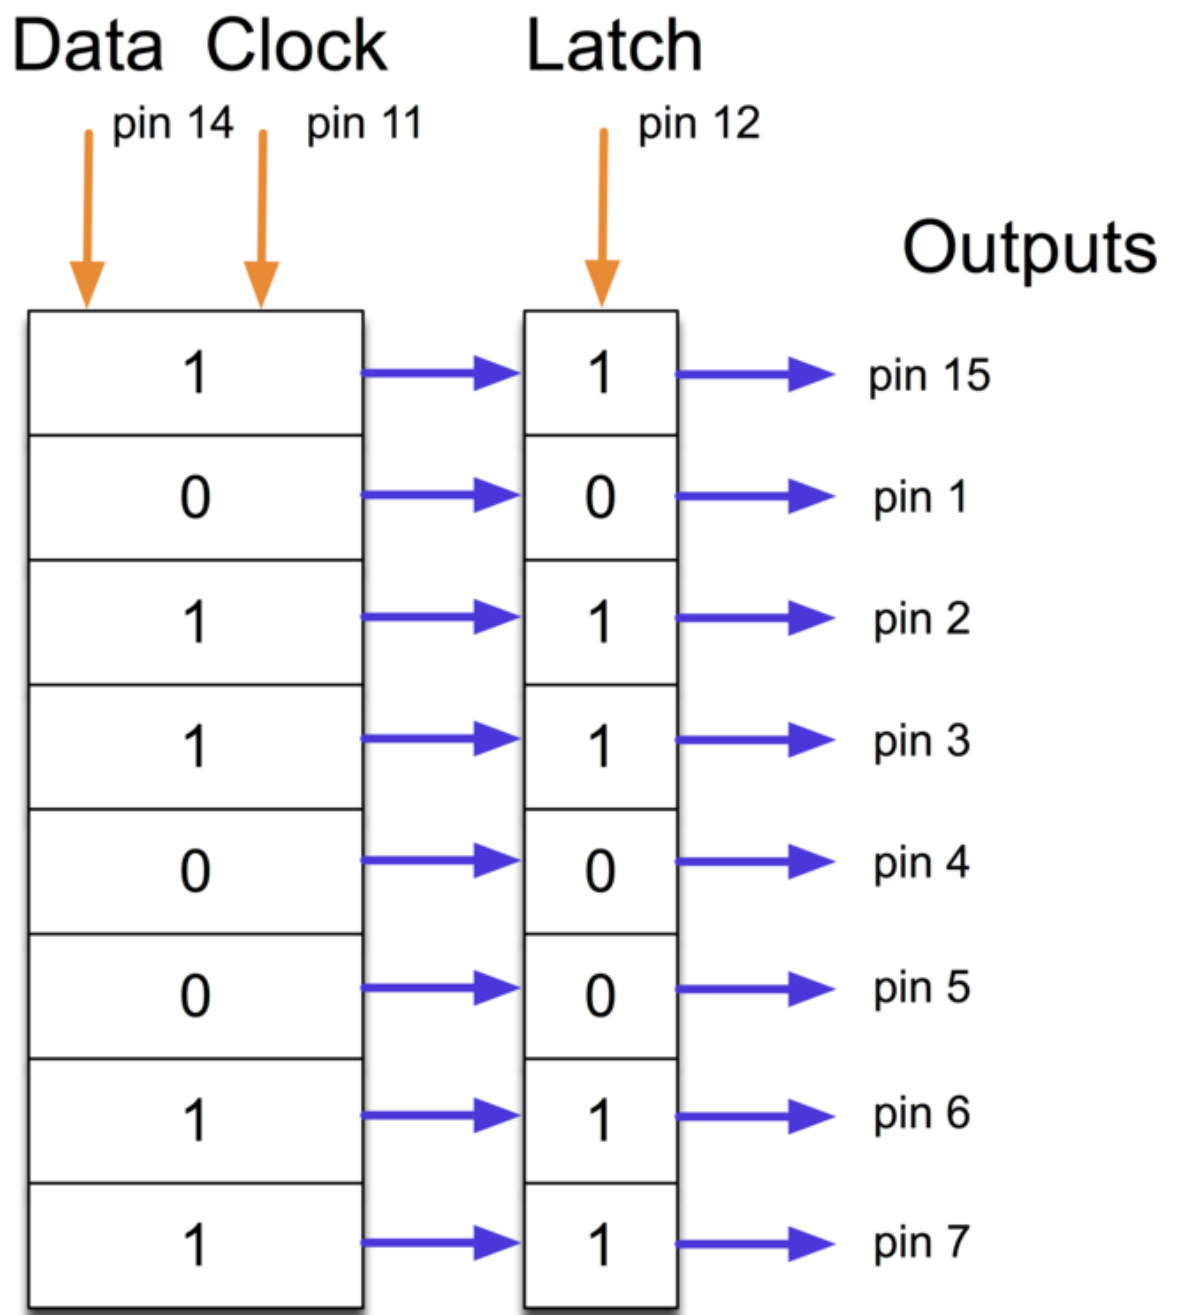 Data Clock Latch
pin 14 pin 11 pin 12
Outputs
1 1 pin 15
0 0 pin 1
1 1 pin 2
1 1 pin 3
0 0 pin 4
0 0 pin 5
1 1 pin 6
1 1 pin 7